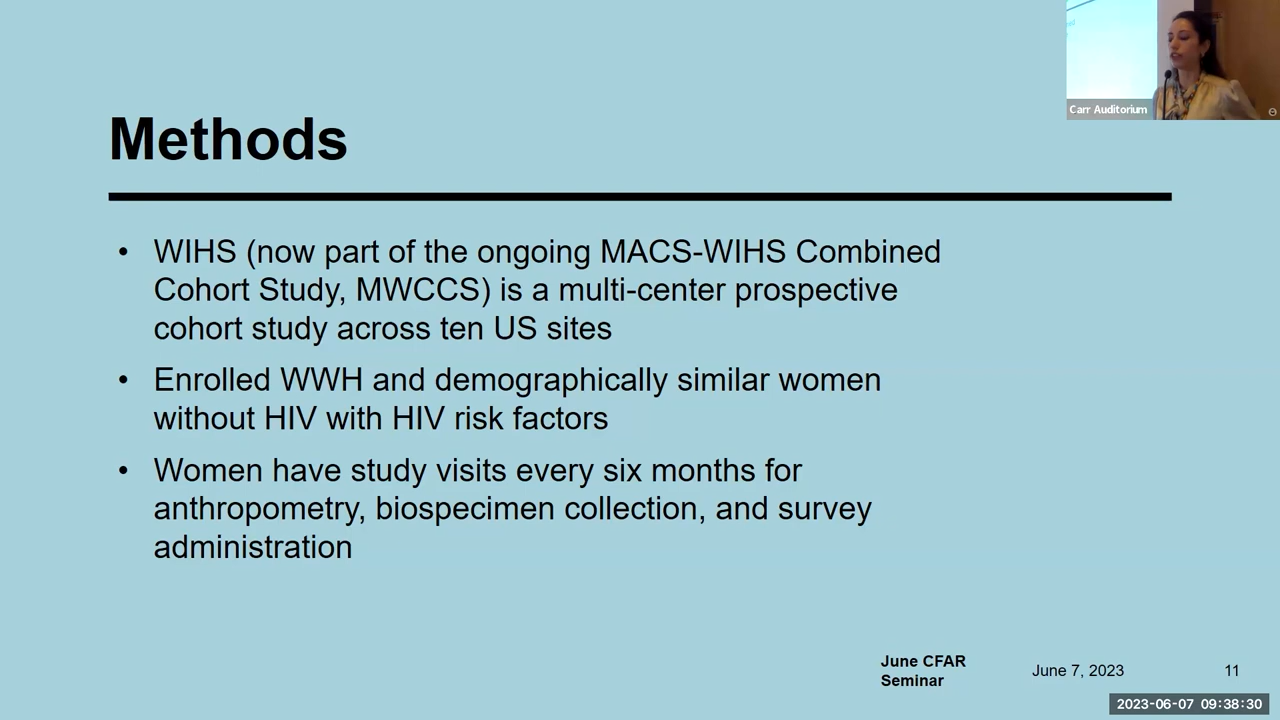 Carr Auditorium
Methods
• WIHS (now part of the ongoing MACS-WIHS Combined
Cohort Study, MWCCS) is a multi-center prospective
cohort study across ten US sites
• Enrolled WWH and demographically similar women
without HIV with HIV risk factors
• Women have study visits every six months for
anthropometry, biospecimen collection, and survey
administration
June CFAR
Seminar
June 7, 2023
11
2023-06-07 09:38:30